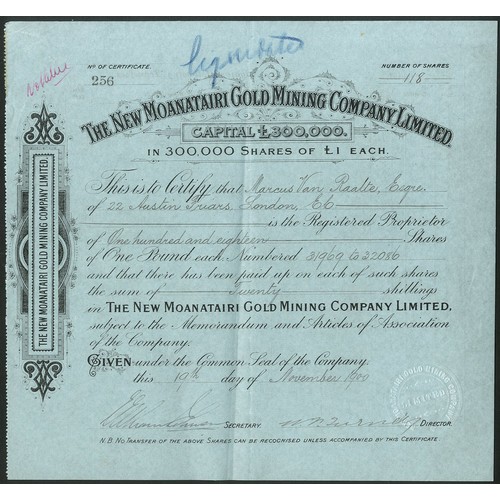 Liquidated
No value
No OF CERTIFICATE.
256
NUMBER OF SHARES
118
THE NEW MOANATAIRI GOLD MINING COMPANY LIMITED.
CAPITAL £300,000.
IN 300,000 SHARES OF £1 EACH.
THE NEW MOANATAIRI GOLD MINING COMPANY LIMITED.
This is to Certify that Marcus Van Raalte, Esqre.
of 22 Austin Friars, London, E6
is the Registered Proprietor
of One hundred and eighteen Shares
of One Pound each Numbered 31969 to 32086
and that there has been paid up on each of such shares
the sum of Twenty shillings
in THE NEW MOANATAIRI GOLD MINING COMPANY LIMITED,
subject to the Memorandum and Articles of Association
of the Company.
GIVEN under the Common Seal of the Company.
this 19th day of November 1900
SECRETARY. DIRECTOR.
N.B. NO TRANSFER OF THE ABOVE SHARES CAN BE RECOGNISED UNLESS ACCOMPANIED BY THIS CERTIFICATE.